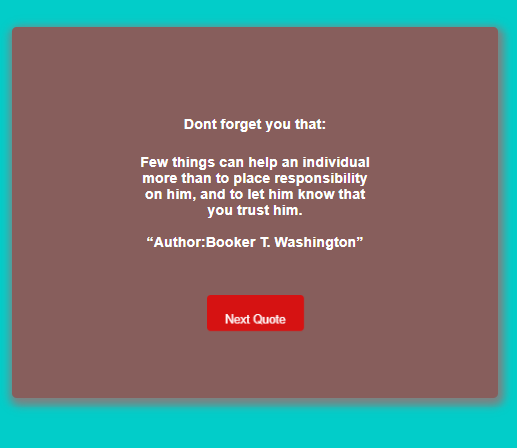 Dont forget you that:
Few things can help an individual
more than to place responsibility
on him, and to let him know that
you trust him.
“Author:Booker T. Washington”
Next Quote